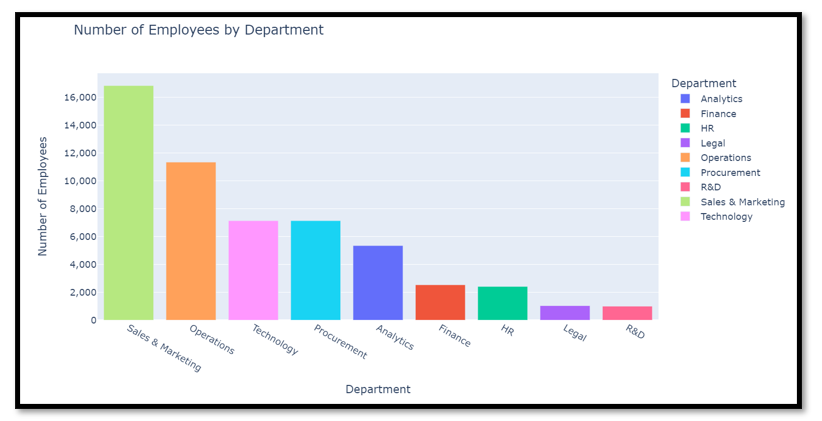 Number of Employees by Department
Number of Employees
16,000
14,000
12,000
10,000
8,000
6,000
4,000
2,000
0
Sales & Marketing
Operations
Technology
Procurement
Analytics
Finance
HR
Legal
R&D
Department
Department
Analytics
Finance
HR
Legal
Operations
Procurement
R&D
Sales & Marketing
Technology